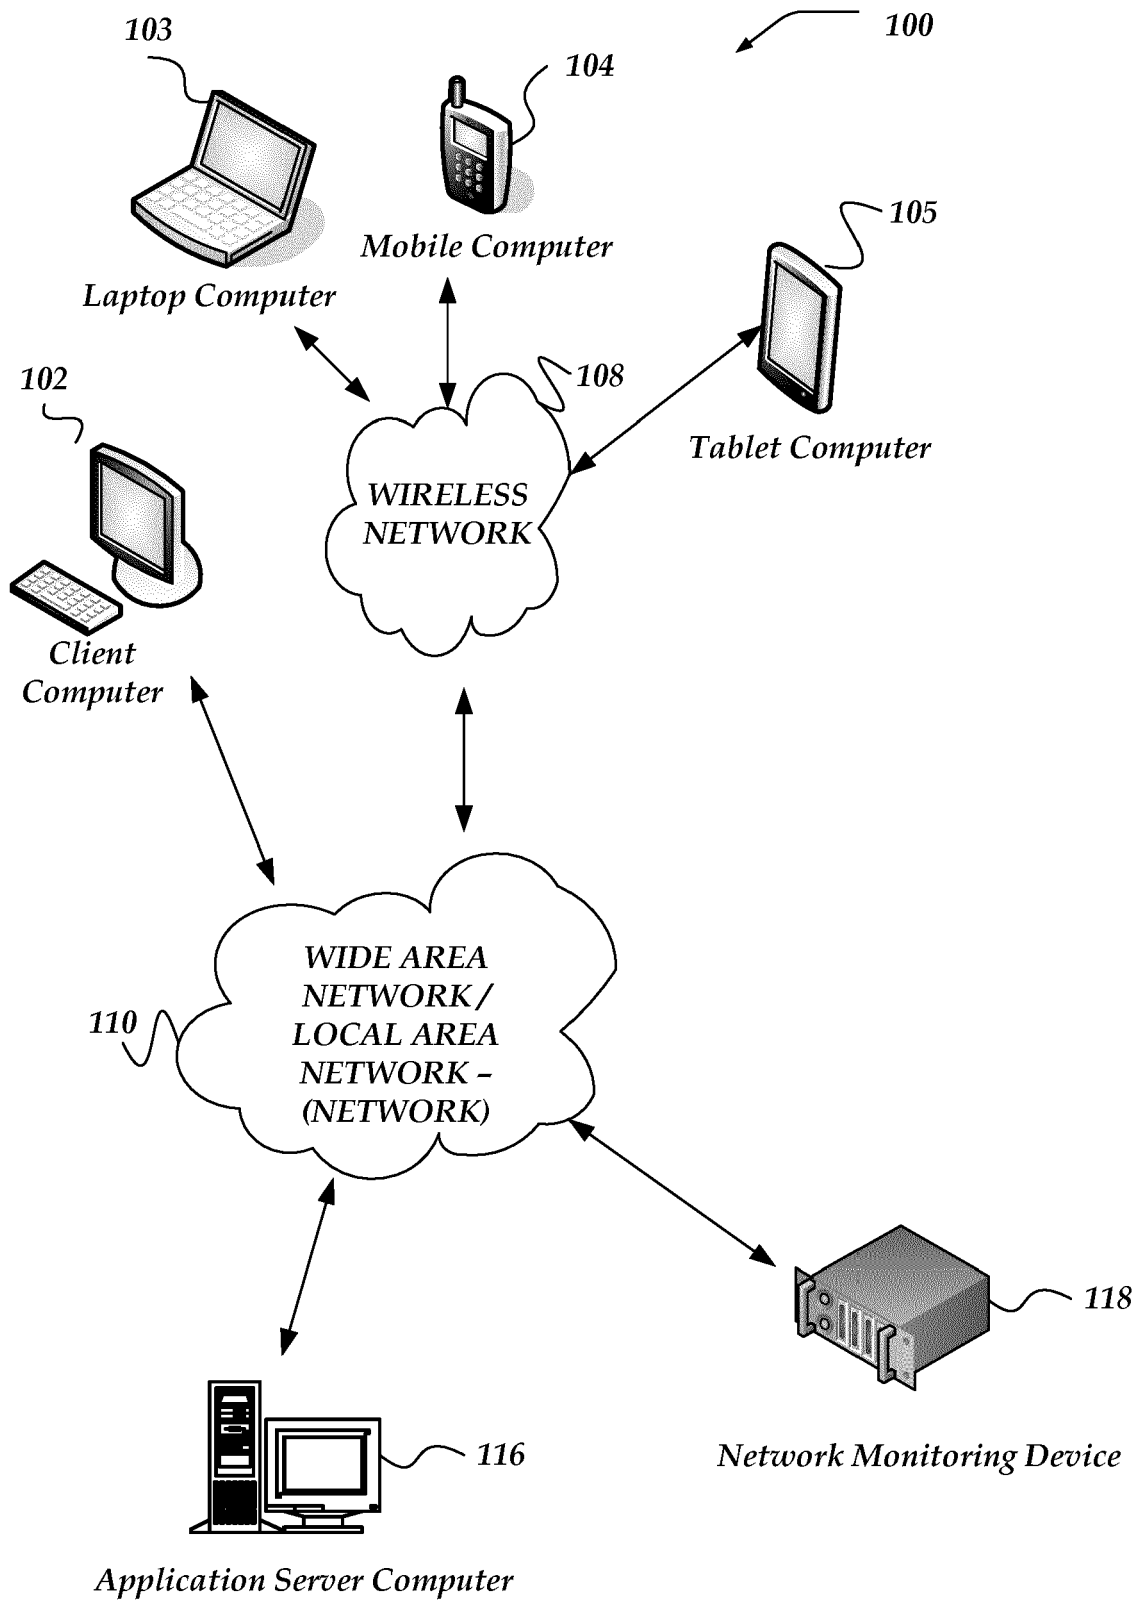 103
100
104
105
Mobile Computer
Laptop Computer
108
102
Tablet Computer
WIRELESS
NETWORK
Client
Computer
WIDE AREA
NETWORK /
110
LOCAL AREA
NETWORK –
(NETWORK)
118
116
Network Monitoring Device
Application Server Computer